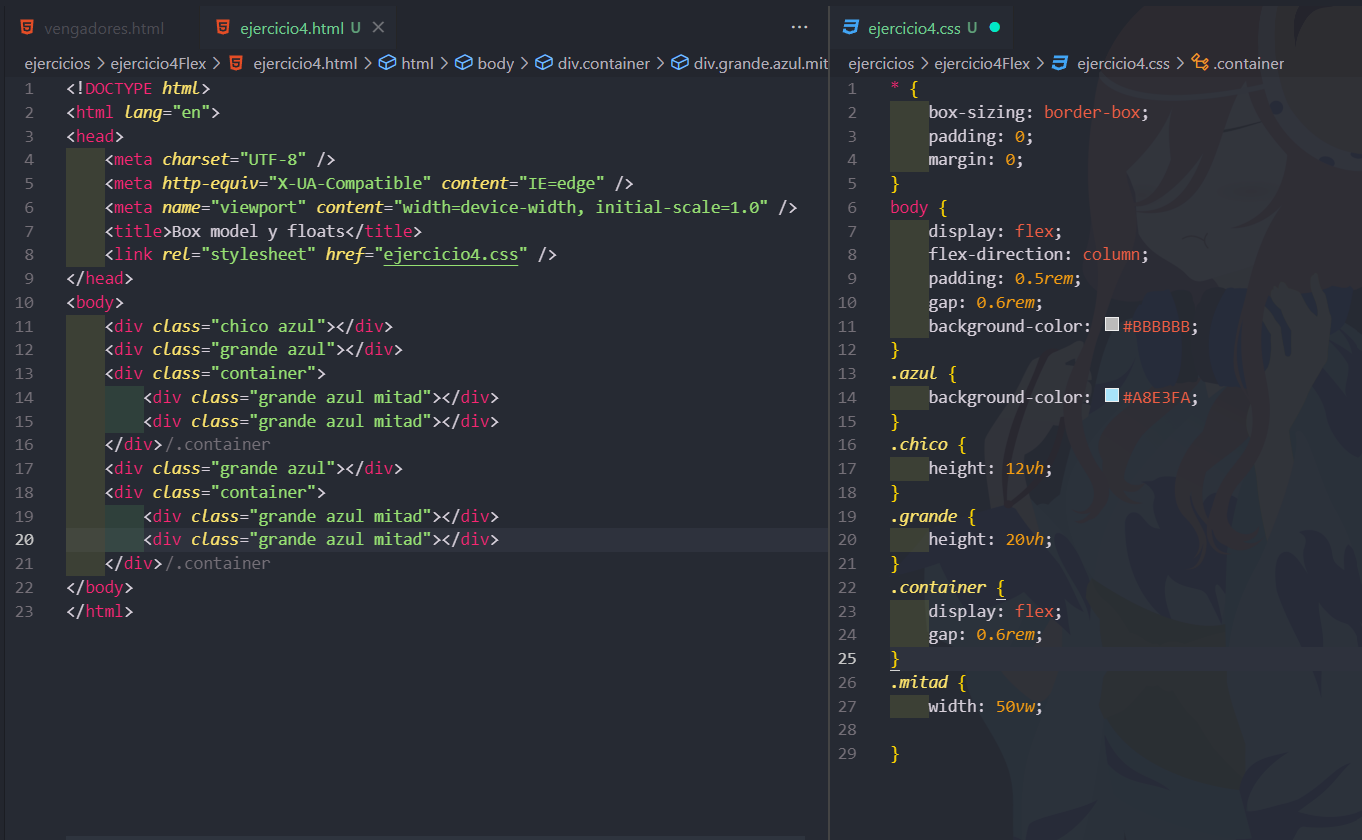 vengadores.html
ejercicio4.html U
ejercicios > ejercicio4Flex > ejercicio4.html > html > body > div.container > div.grande.azul.mit
1 <!DOCTYPE html>
2 <html lang="en">
3 <head>
4 <meta charset="UTF-8" />
5 <meta http-equiv="X-UA-Compatible" content="IE=edge" />
6 <meta name="viewport" content="width=device-width, initial-scale=1.0" />
7 <title>Box model y floats</title>
8 <link rel="stylesheet" href="ejercicio4.css" />
9 </head>
10 <body>
11 <div class="chico azul"></div>
12 <div class="grande azul"></div>
13 <div class="container">
14 <div class="grande azul mitad"></div>
15 <div class="grande azul mitad"></div>
16 </div>/.container
17 <div class="grande azul"></div>
18 <div class="container">
19 <div class="grande azul mitad"></div>
20 <div class="grande azul mitad"></div>
21 </div>/.container
22 </body>
23 </html>
ejercicio4.css U
ejercicios > ejercicio4Flex > ejercicio4.css > .container
1 * {
2 box-sizing: border-box;
3 padding: 0;
4 margin: 0;
5 }
6 body {
7 display: flex;
8 flex-direction: column;
9 padding: 0.5rem;
10 gap: 0.6rem;
11 background-color: #BBBBBB;
12 }
13 .azul {
14 background-color: #A8E3FA;
15 }
16 .chico {
17 height: 12vh;
18 }
19 .grande {
20 height: 20vh;
21 }
22 .container {
23 display: flex;
24 gap: 0.6rem;
25 }
26 .mitad {
27 width: 50vw;
28
29 }